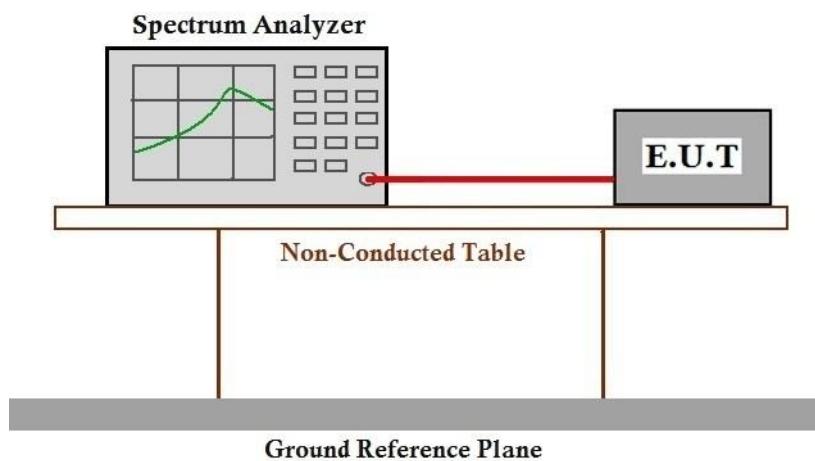 Spectrum Analyzer
E.U.T
Non-Conducted Table
Ground Reference Plane